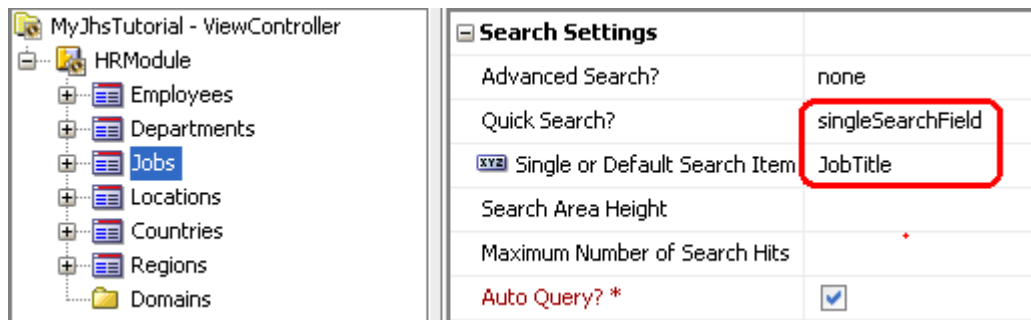 MyJhsTutorial - ViewController
HRModule
Employees
Departments
Jobs
Locations
Countries
Regions
Domains
Search Settings
Advanced Search? none
Quick Search? singleSearchField
XYZ Single or Default Search Item JobTitle
Search Area Height
Maximum Number of Search Hits
Auto Query? *